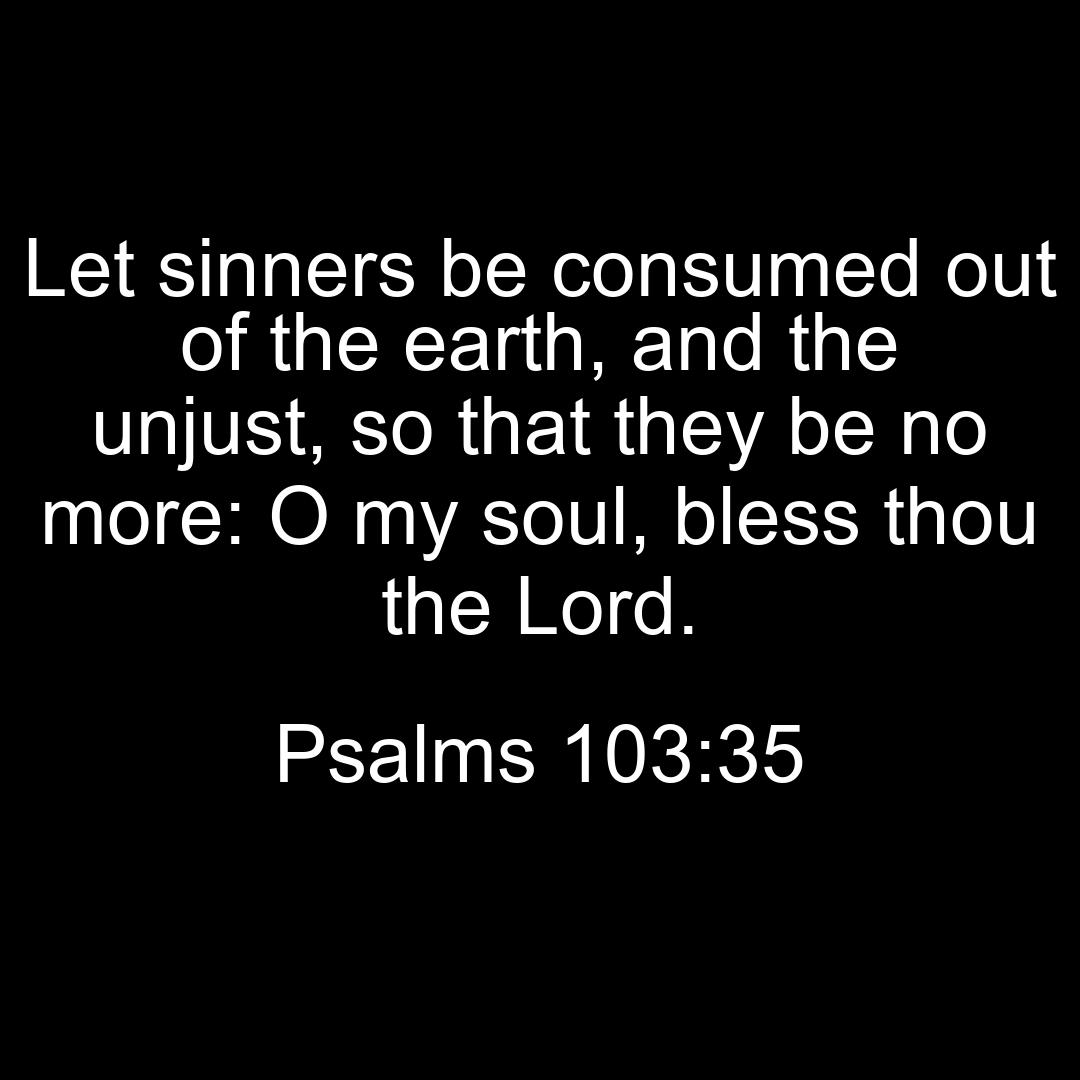 Let sinners be consumed out
of the earth, and the
unjust, so that they be no
more: O my soul, bless thou
the Lord.
Psalms 103:35